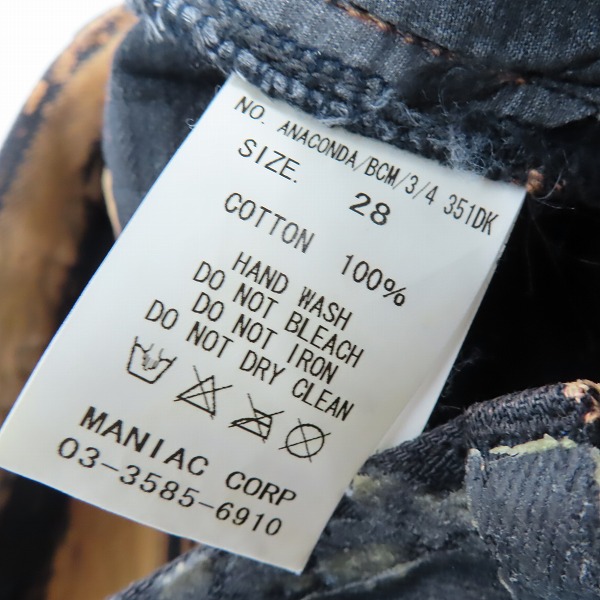 NO. ANACONDA/BCM/3/4 351DK
SIZE. 28
COTTON 100%
HAND WASH
DO NOT BLEACH
DO NOT IRON
DO NOT DRY CLEAN
MANIAC CORP
03-3585-6910